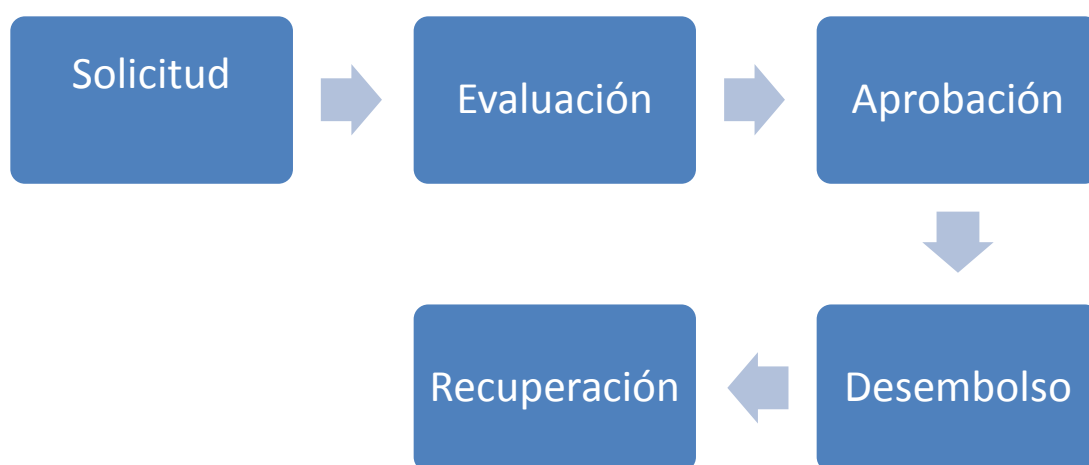 Solicitud
Evaluación
Aprobación
Desembolso
Recuperación